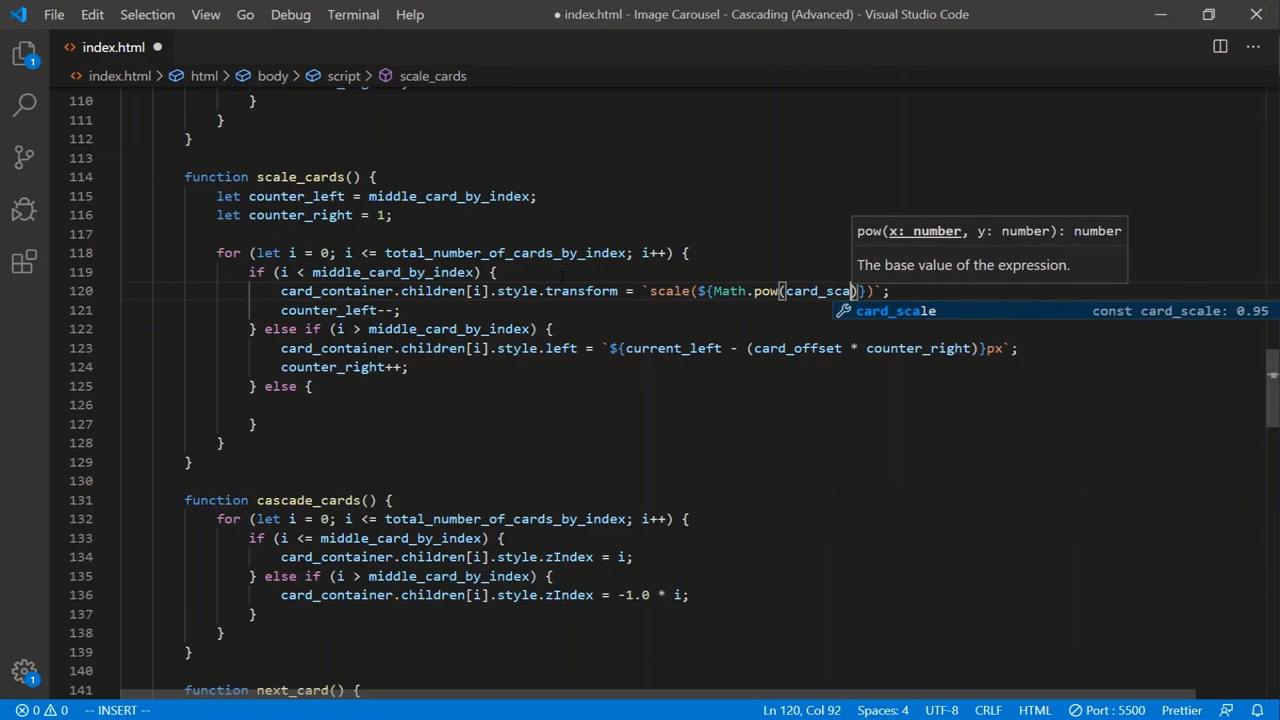 File Edit Selection View Go Debug Terminal Help ● index.html - Image Carousel - Cascading (Advanced) - Visual Studio Code
<> index.html ●
<> index.html > html > body > script > scale_cards
110 }
111 }
112 }
113
114 function scale_cards() {
115 let counter_left = middle_card_by_index;
116 let counter_right = 1;
117
118 for (let i = 0; i <= total_number_of_cards_by_index; i++) {
119 if (i < middle_card_by_index) {
120 card_container.children[i].style.transform = `scale(${Math.pow(card_sca)})`;
121 counter_left--;
122 } else if (i > middle_card_by_index) {
123 card_container.children[i].style.left = `${current_left - (card_offset * counter_right)}px`;
124 counter_right++;
125 } else {
126
127 }
128 }
129 }
130
131 function cascade_cards() {
132 for (let i = 0; i <= total_number_of_cards_by_index; i++) {
133 if (i <= middle_card_by_index) {
134 card_container.children[i].style.zIndex = i;
135 } else if (i > middle_card_by_index) {
136 card_container.children[i].style.zIndex = -1.0 * i;
137 }
138 }
139 }
140
141 function next_card() {
pow(x: number, y: number): number
The base value of the expression.
card_scale const card_scale: 0.95
1
1
0 0 -- INSERT -- Ln 120, Col 92 Spaces: 4 UTF-8 CRLF HTML Port : 5500 Prettier